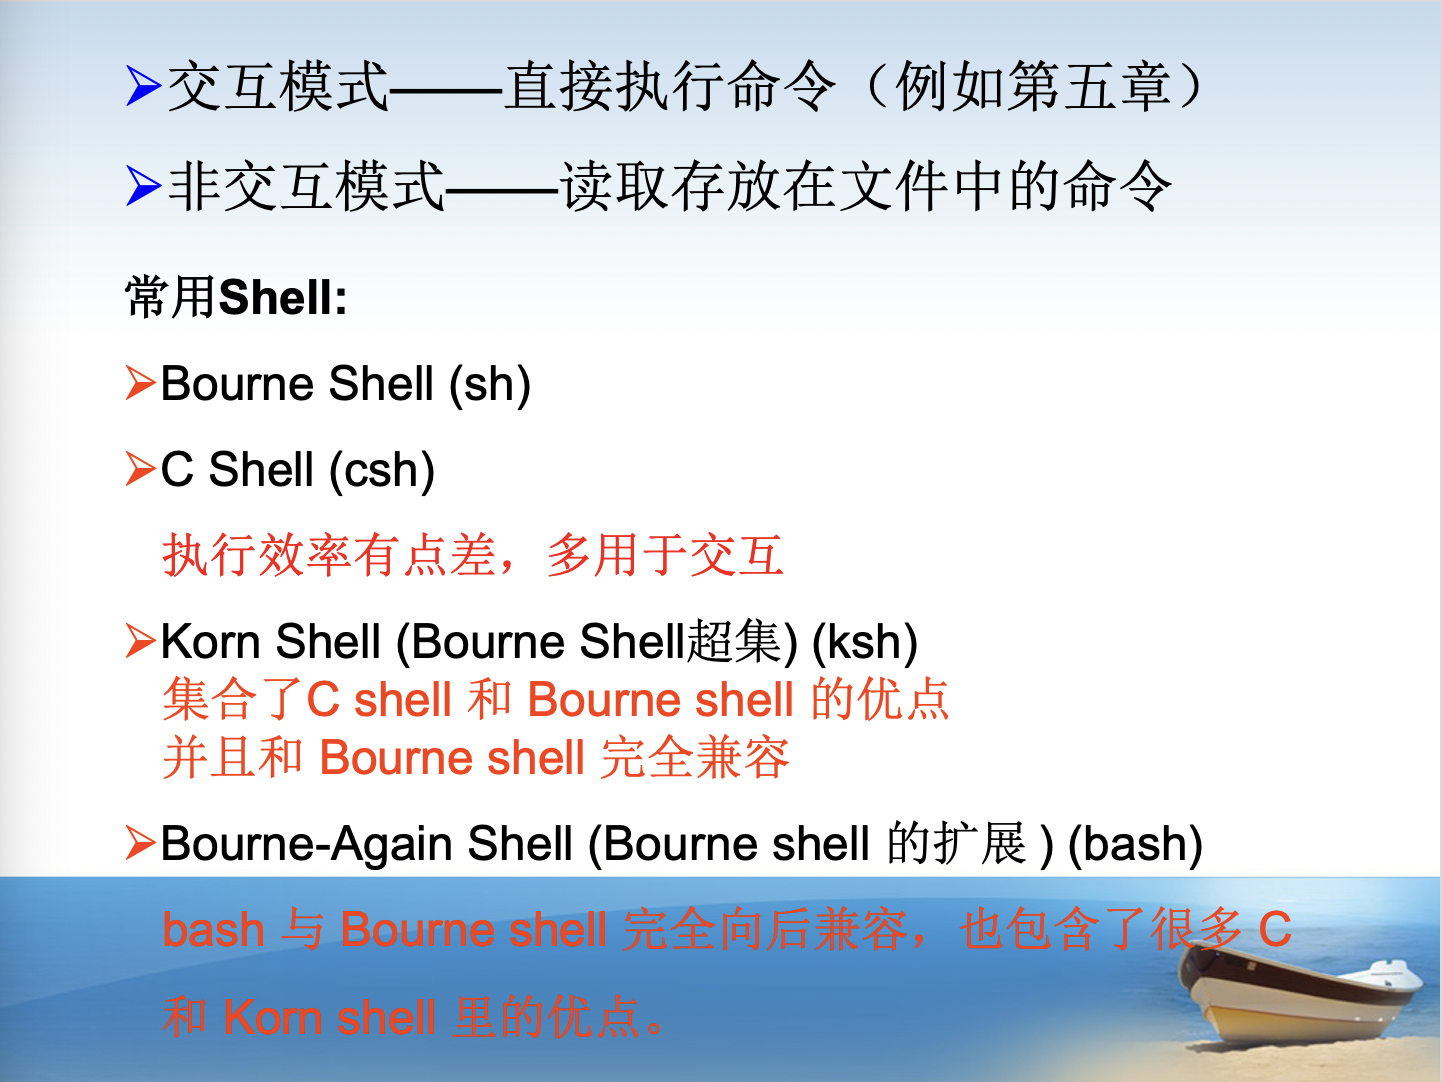 交互模式——直接执行命令（例如第五章）
非交互模式——读取存放在文件中的命令
常用Shell:
Bourne Shell (sh)
C Shell (csh)
执行效率有点差，多用于交互
Korn Shell (Bourne Shell超集) (ksh)
集合了C shell 和 Bourne shell 的优点
并且和 Bourne shell 完全兼容
Bourne-Again Shell (Bourne shell 的扩展 ) (bash)
bash 与 Bourne shell 完全向后兼容，也包含了很多 C
和 Korn shell 里的优点。